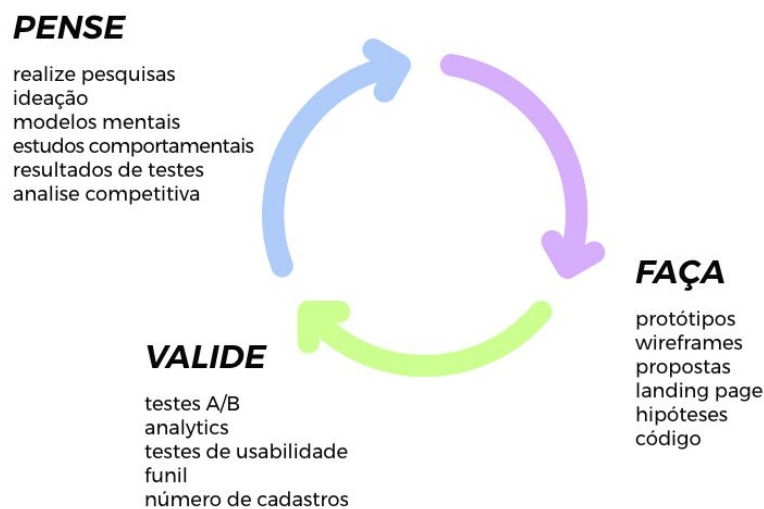 PENSE
realize pesquisas
ideação
modelos mentais
estudos comportamentais
resultados de testes
analise competitiva
FAÇA
protótipos
wireframes
propostas
landing page
hipóteses
código
VALIDE
testes A/B
analytics
testes de usabilidade
funil
número de cadastros